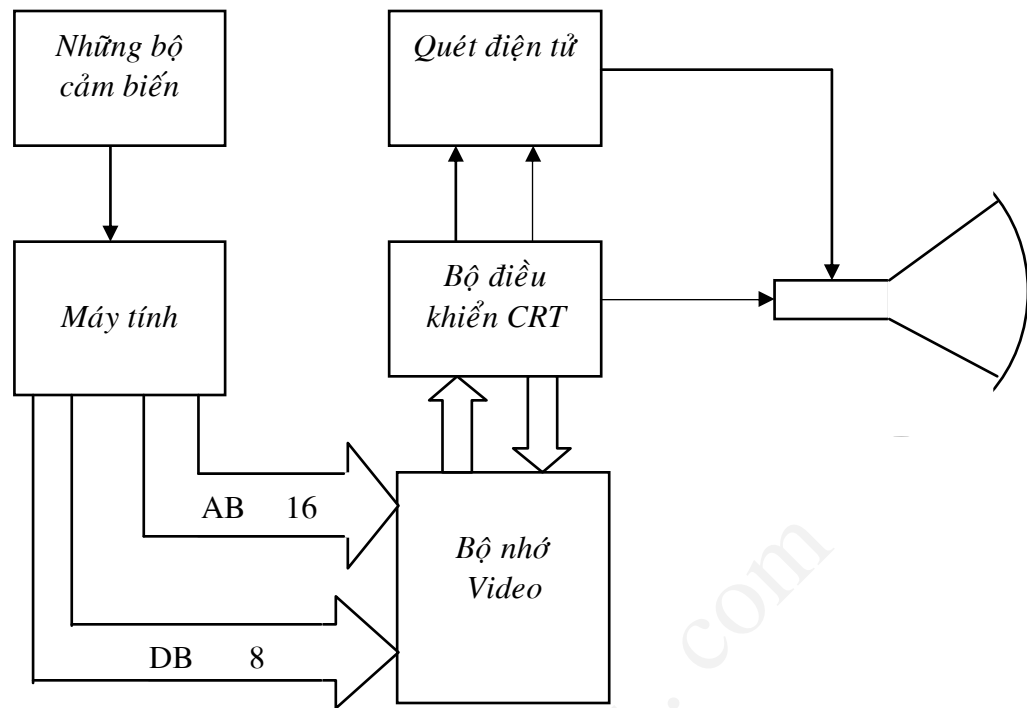 Những bộ
cảm biến
Quét điện tử
Máy tính
Bộ điều
khiển CRT
AB 16
Bộ nhớ
Video
DB 8
. com